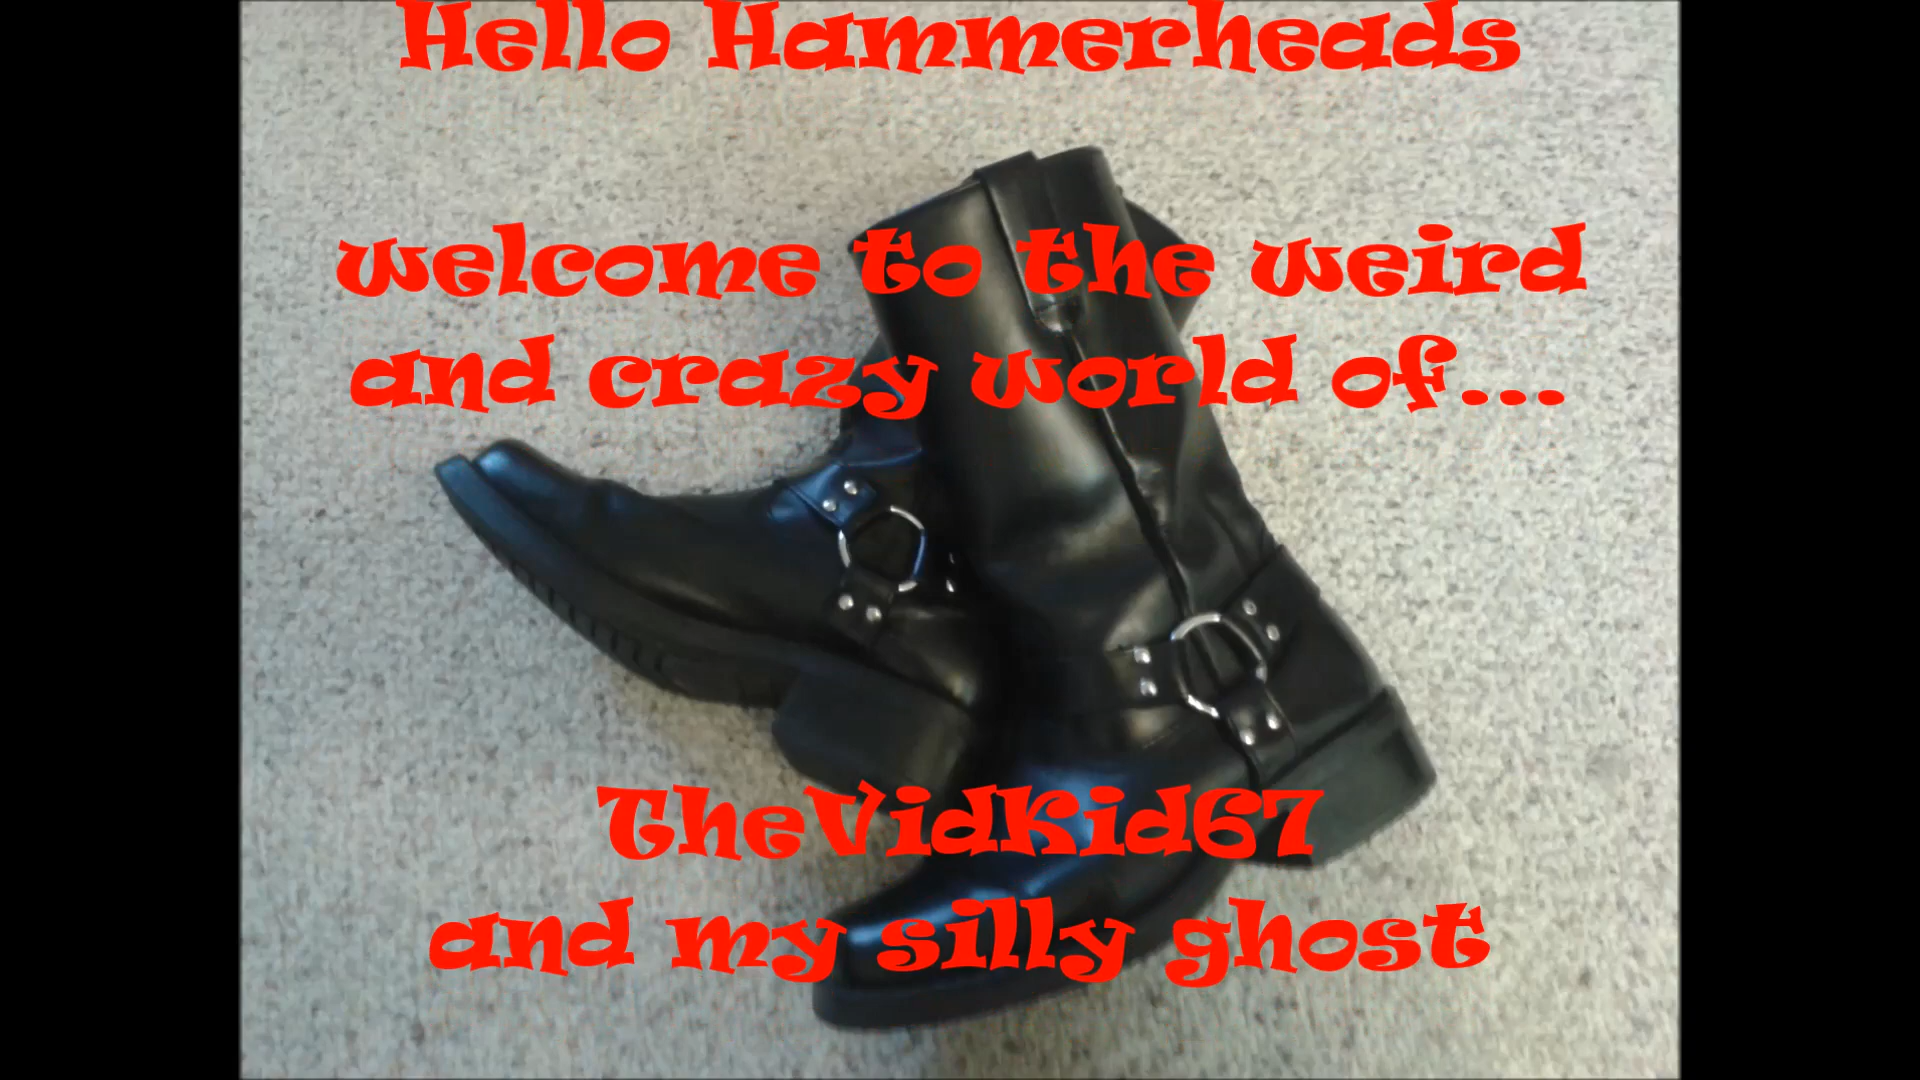 Hello Hammerheads
welcome to the weird
and crazy world of...
TheVidKid67
and my silly ghost